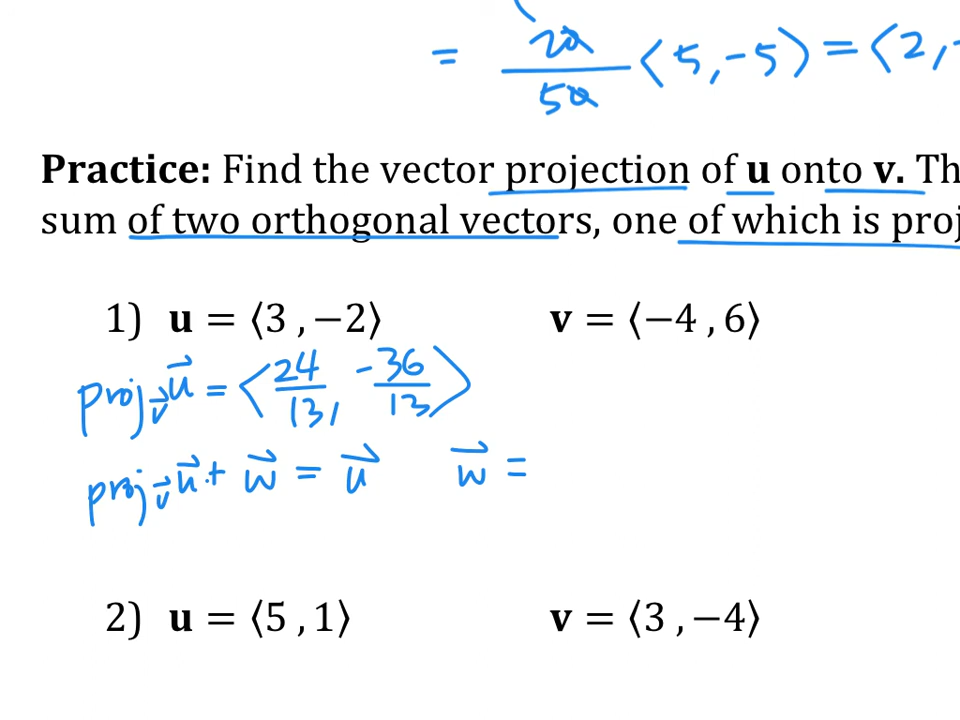 = 20/50 ⟨5,-5⟩ = ⟨2,
Practice: Find the vector projection of u onto v. Th
sum of two orthogonal vectors, one of which is proj
1) u = ⟨3 , −2⟩ v = ⟨−4 , 6⟩
proj_v⃗ u⃗ = ⟨24/13, -36/13⟩
proj_v⃗ u⃗ + w⃗ = u⃗ w⃗ =
2) u = ⟨5 , 1⟩ v = ⟨3 , −4⟩